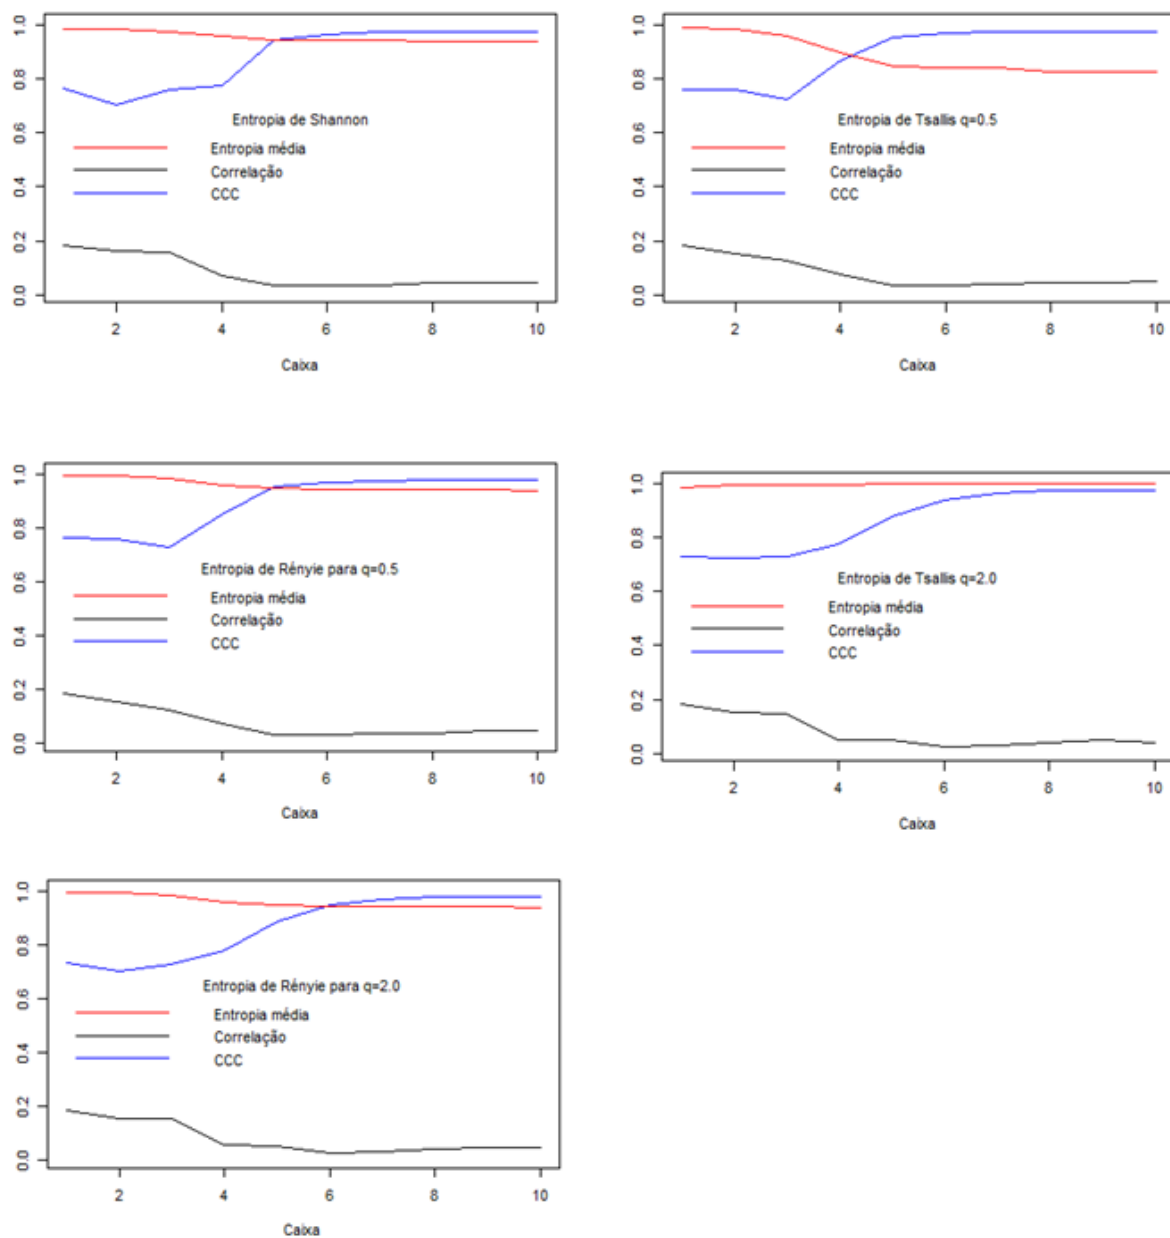 1.0
0.8
0.6
0.4
0.2
0.0
Entropia de Shannon
Entropia média
Correlação
CCC
2 4 6 8 10
Caixa
1.0
0.8
0.6
0.4
0.2
0.0
Entropia de Tsallis q=0.5
Entropia média
Correlação
CCC
2 4 6 8 10
Caixa
1.0
0.8
0.6
0.4
0.2
0.0
Entropia de Rényie para q=0.5
Entropia média
Correlação
CCC
2 4 6 8 10
Caixa
1.0
0.8
0.6
0.4
0.2
0.0
Entropia de Tsallis q=2.0
Entropia média
Correlação
CCC
2 4 6 8 10
Caixa
1.0
0.8
0.6
0.4
0.2
0.0
Entropia de Rényie para q=2.0
Entropia média
Correlação
CCC
2 4 6 8 10
Caixa